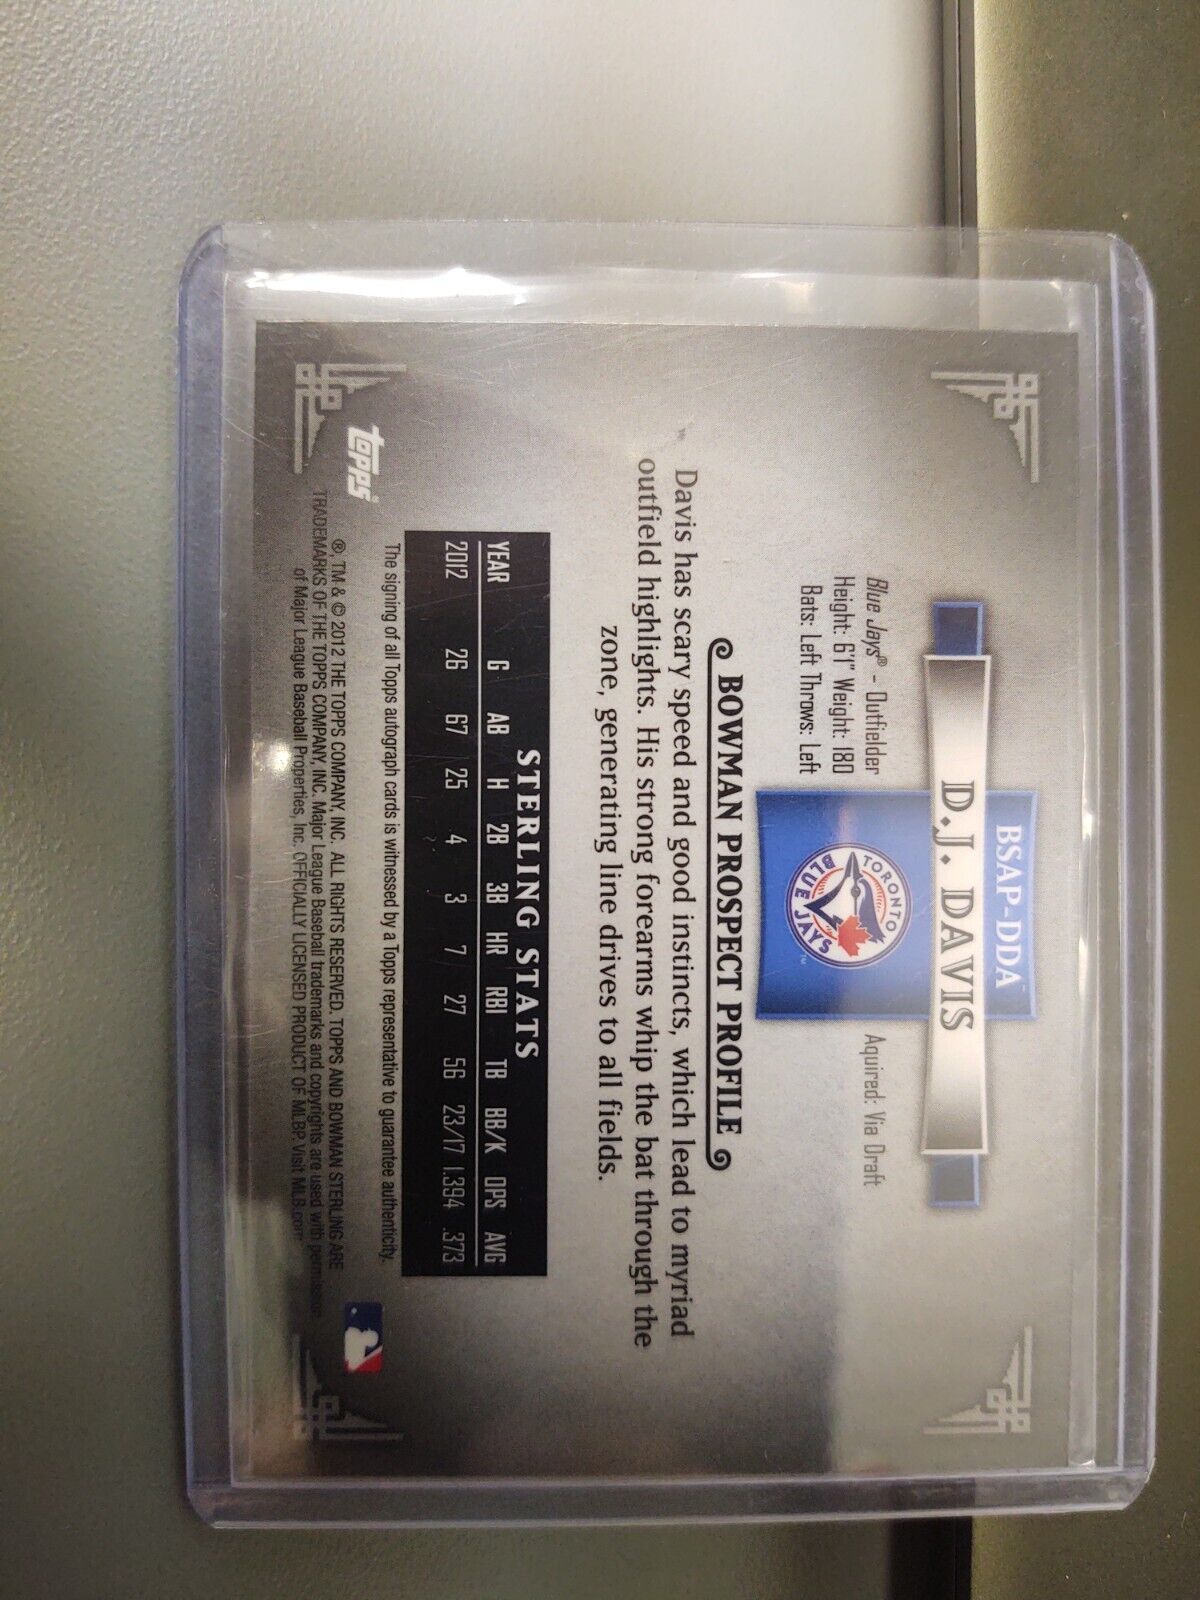 BSAP-DDA
D.J. DAVIS
Blue Jays® - Outfielder
Height: 6'1" Weight: 180
Bats: Left Throws: Left
Aquired: Via Draft
TORONTO
BLUE JAYS™
BOWMAN PROSPECT PROFILE
Davis has scary speed and good instincts, which lead to myriad
outfield highlights. His strong forearms whip the bat through the
zone, generating line drives to all fields.
STERLING STATS
YEAR G AB H 2B 3B HR RBI TB BB/K OPS AVG
2012 26 67 25 4 3 7 27 56 23/17 1.394 .373
The signing of all Topps autograph cards is witnessed by a Topps representative to guarantee authenticity.
topps®
®, TM & © 2012 THE TOPPS COMPANY, INC. ALL RIGHTS RESERVED. TOPPS AND BOWMAN STERLING ARE
TRADEMARKS OF THE TOPPS COMPANY, INC. Major League Baseball trademarks and copyrights are used with permission
of Major League Baseball Properties, Inc. OFFICIALLY LICENSED PRODUCT OF MLBP. Visit MLB.com